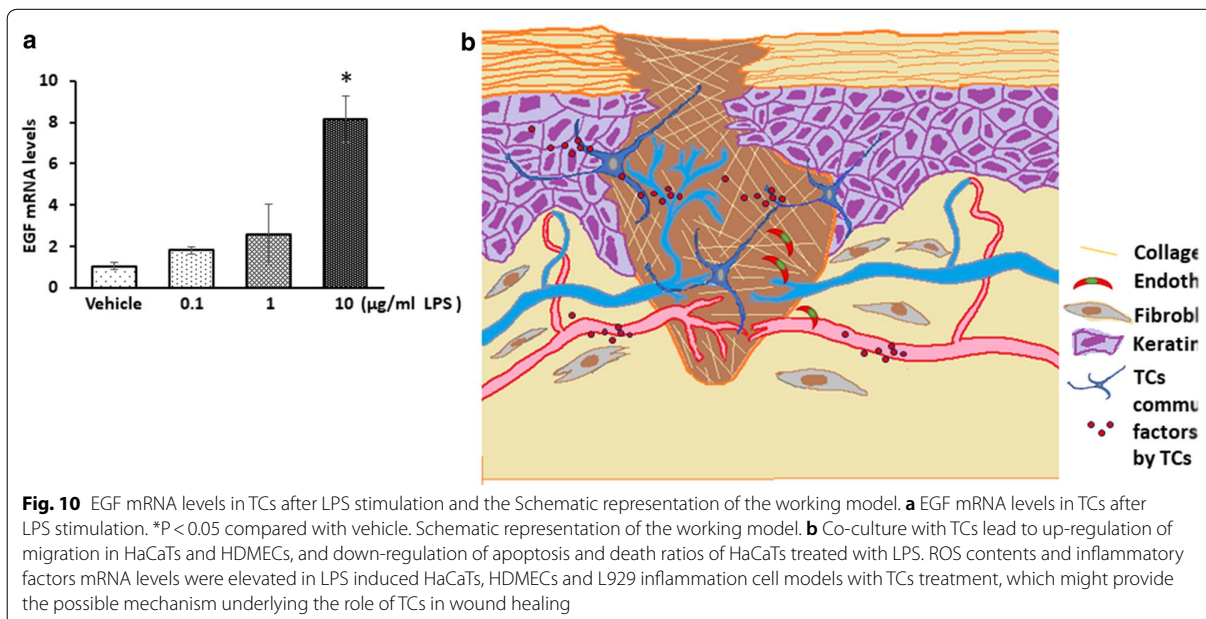 a
b
10
8
6
4
2
0
EGF mRNA levels
*
Vehicle 0.1 1 10 (µg/ml LPS )
Collage
Endoth
Fibrobl
Keratin
TCs
commu
factors
by TCs
Fig. 10 EGF mRNA levels in TCs after LPS stimulation and the Schematic representation of the working model. a EGF mRNA levels in TCs after
LPS stimulation. *P < 0.05 compared with vehicle. Schematic representation of the working model. b Co-culture with TCs lead to up-regulation of
migration in HaCaTs and HDMECs, and down-regulation of apoptosis and death ratios of HaCaTs treated with LPS. ROS contents and inflammatory
factors mRNA levels were elevated in LPS induced HaCaTs, HDMECs and L929 inflammation cell models with TCs treatment, which might provide
the possible mechanism underlying the role of TCs in wound healing